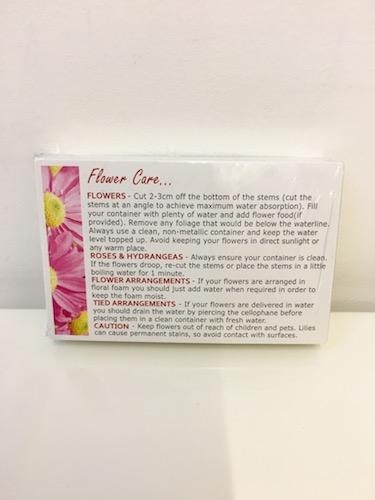 Flower Care...
FLOWERS - Cut 2-3cm off the bottom of the stems (cut the
stems at an angle to achieve maximum water absorption). Fill
your container with plenty of water and add flower food(if
provided). Remove any foliage that would be below the waterline.
Always use a clean, non-metallic container and keep the water
level topped up. Avoid keeping your flowers in direct sunlight or
any warm place.
ROSES & HYDRANGEAS - Always ensure your container is clean.
If the flowers droop, re-cut the stems or place the stems in a little
boiling water for 1 minute.
FLOWER ARRANGEMENTS - If your flowers are arranged in
floral foam you should just add water when required in order to
keep the foam moist.
TIED ARRANGEMENTS - If your flowers are delivered in water
you should drain the water by piercing the cellophane before
placing them in a clean container with fresh water.
CAUTION - Keep flowers out of reach of children and pets. Lilies
can cause permanent stains, so avoid contact with surfaces.